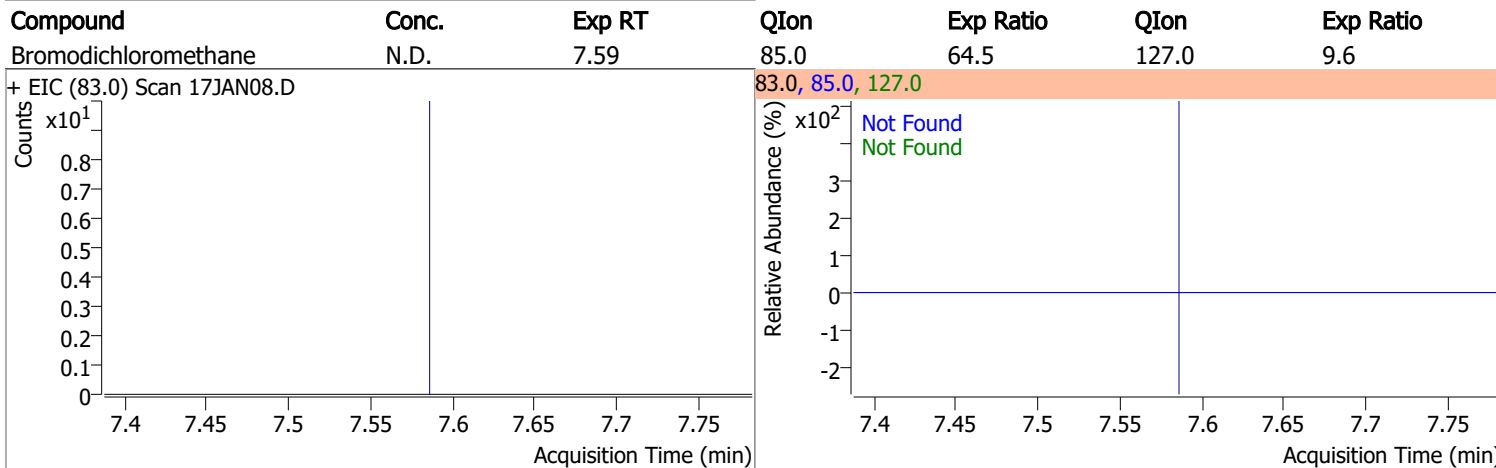 Compound Conc. Exp RT QIon Exp Ratio QIon Exp Ratio
Bromodichloromethane N.D. 7.59 85.0 64.5 127.0 9.6
+ EIC (83.0) Scan 17JAN08.D
Counts
x10¹
0.8
0.7
0.6
0.5
0.4
0.3
0.2
0.1
0
7.4 7.45 7.5 7.55 7.6 7.65 7.7 7.75
Acquisition Time (min)
83.0, 85.0, 127.0
Relative Abundance (%)
x10²
Not Found
Not Found
3
2
1
0
-1
-2
7.4 7.45 7.5 7.55 7.6 7.65 7.7 7.75
Acquisition Time (min)